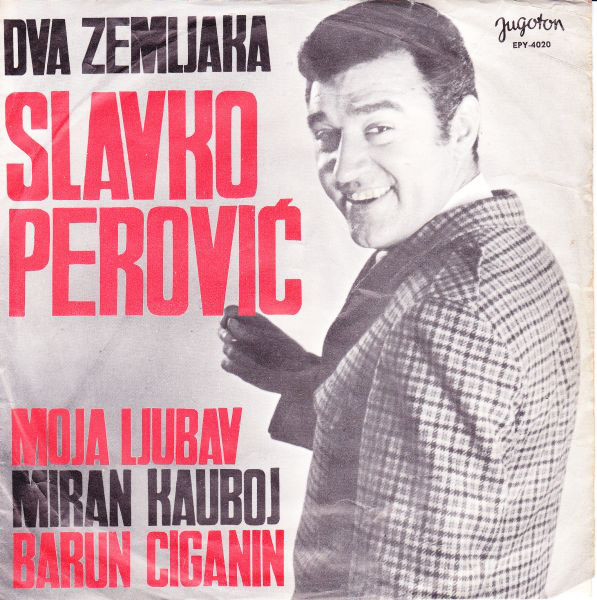 DVA ZEMLJAKA
Jugoton
EPY-4020
SLAVKO
PEROVIĆ
MOJA LJUBAV
MIRAN KAUBOJ
BARUN CIGANIN